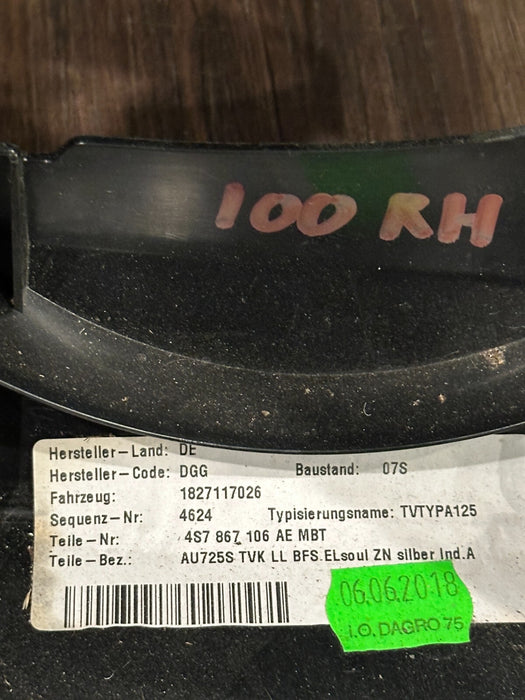 100 RH
Hersteller-Land: DE
Hersteller-Code: DGG Baustand: 07S
Fahrzeug: 1827117026
Sequenz-Nr: 4624 Typisierungsname: TVTYPA125
Teile-Nr: 4S7 867 106 AE MBT
Teile-Bez.: AU725S TVK LL BFS.ELsoul ZN silber Ind.A
06.06.2018
i.O. DAGRO 75